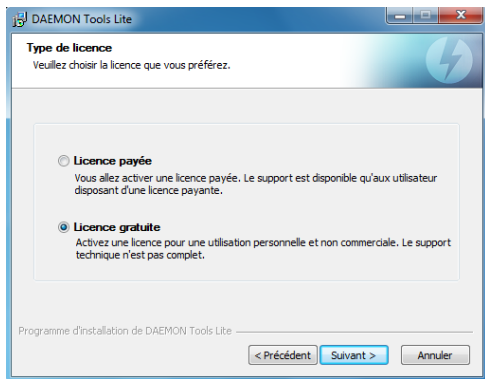 DAEMON Tools Lite
Type de licence
Veuillez choisir la licence que vous préférez.
Licence payée
Vous allez activer une licence payée. Le support est disponible qu'aux utilisateur
disposant d'une licence payante.
Licence gratuite
Activez une licence pour une utilisation personnelle et non commerciale. Le support
technique n'est pas complet.
Programme d'installation de DAEMON Tools Lite
< Précédent Suivant > Annuler